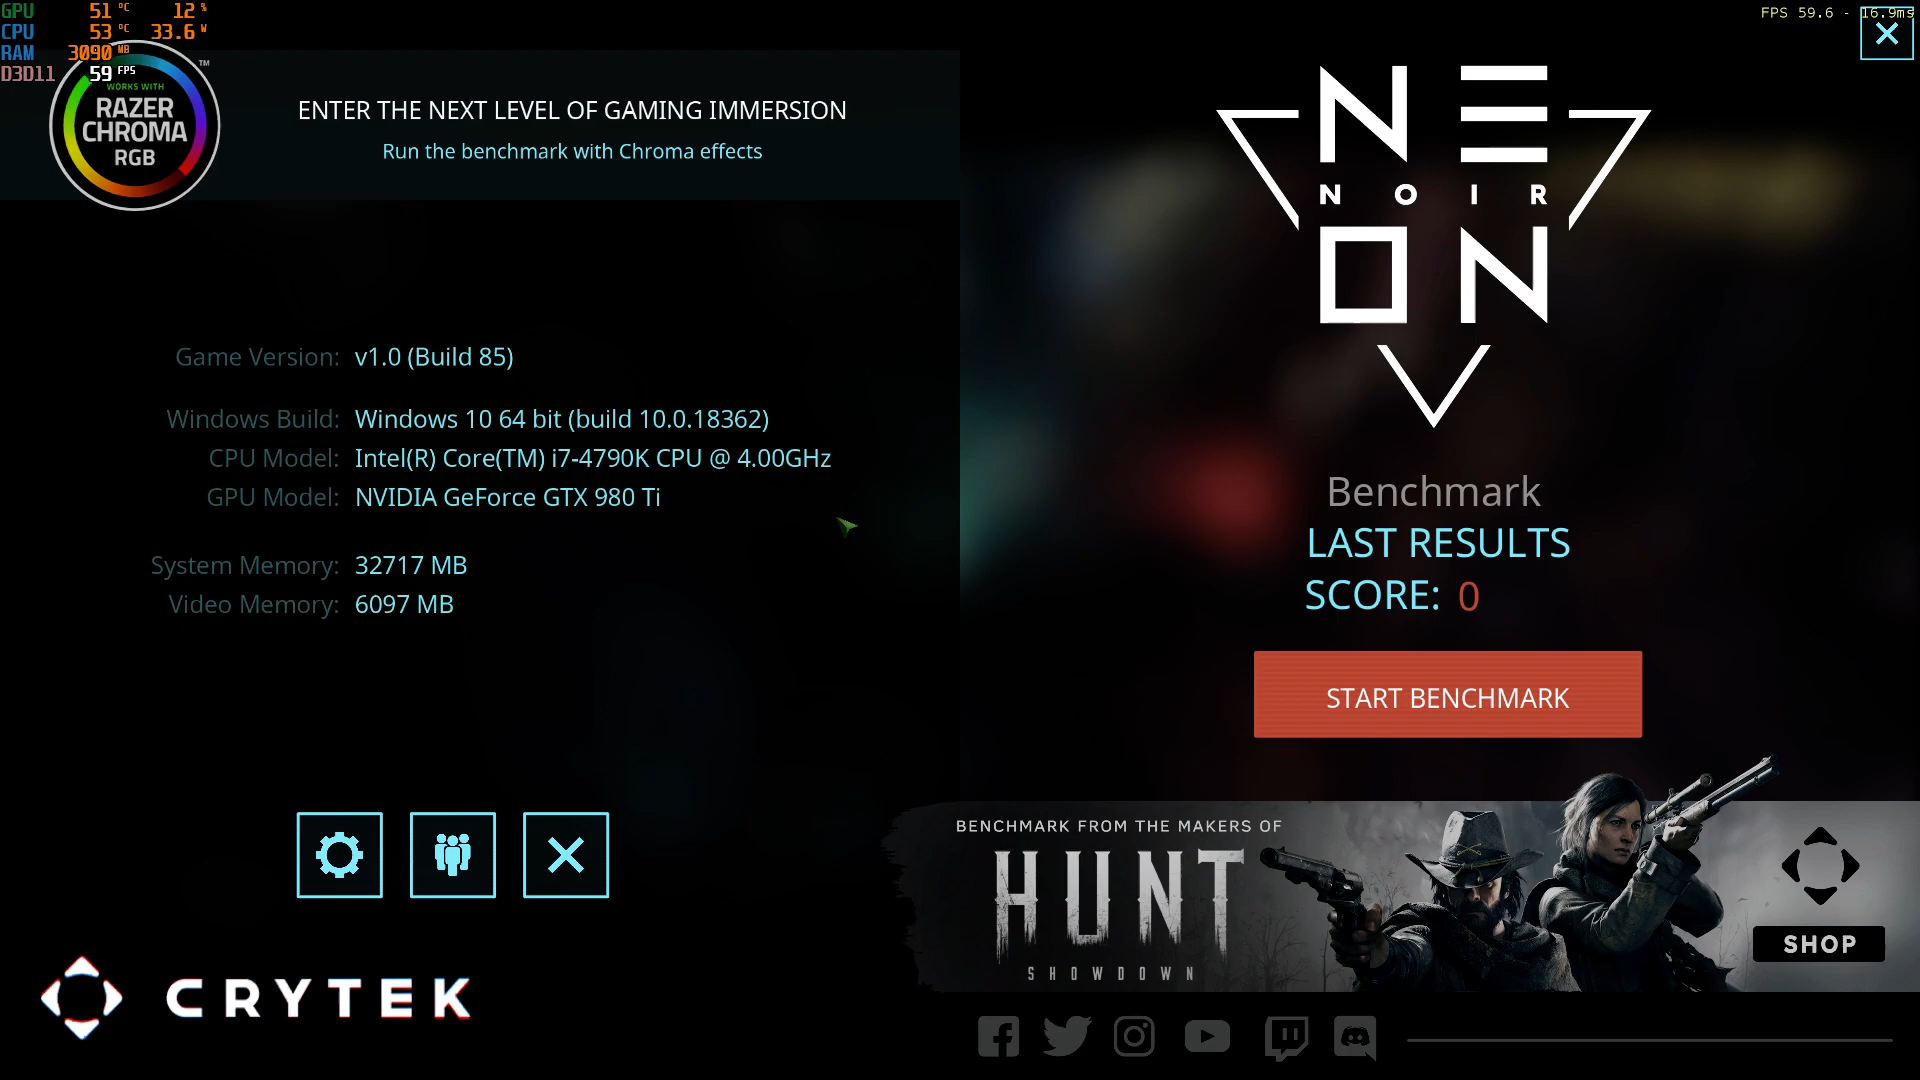 GPU 51 °C 12 %
CPU 53 °C 33.6 W
RAM 3090 MB
D3D11 59 FPS
FPS 59.6 - 16.9ms
WORKS WITH
RAZER
CHROMA
RGB
TM
ENTER THE NEXT LEVEL OF GAMING IMMERSION
Run the benchmark with Chroma effects
Game Version: v1.0 (Build 85)
Windows Build: Windows 10 64 bit (build 10.0.18362)
CPU Model: Intel(R) Core(TM) i7-4790K CPU @ 4.00GHz
GPU Model: NVIDIA GeForce GTX 980 Ti
System Memory: 32717 MB
Video Memory: 6097 MB
CRYTEK
NE
NOIR
ON
Benchmark
LAST RESULTS
SCORE: 0
START BENCHMARK
BENCHMARK FROM THE MAKERS OF
HUNT
SHOWDOWN
SHOP